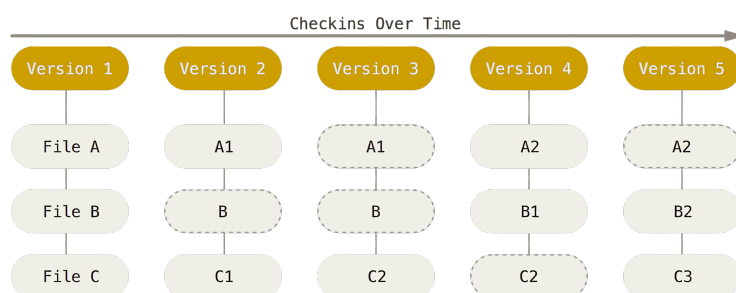 Checkins Over Time
Version 1 Version 2 Version 3 Version 4 Version 5
File A A1 A1 A2 A2
File B B B B1 B2
File C C1 C2 C2 C3